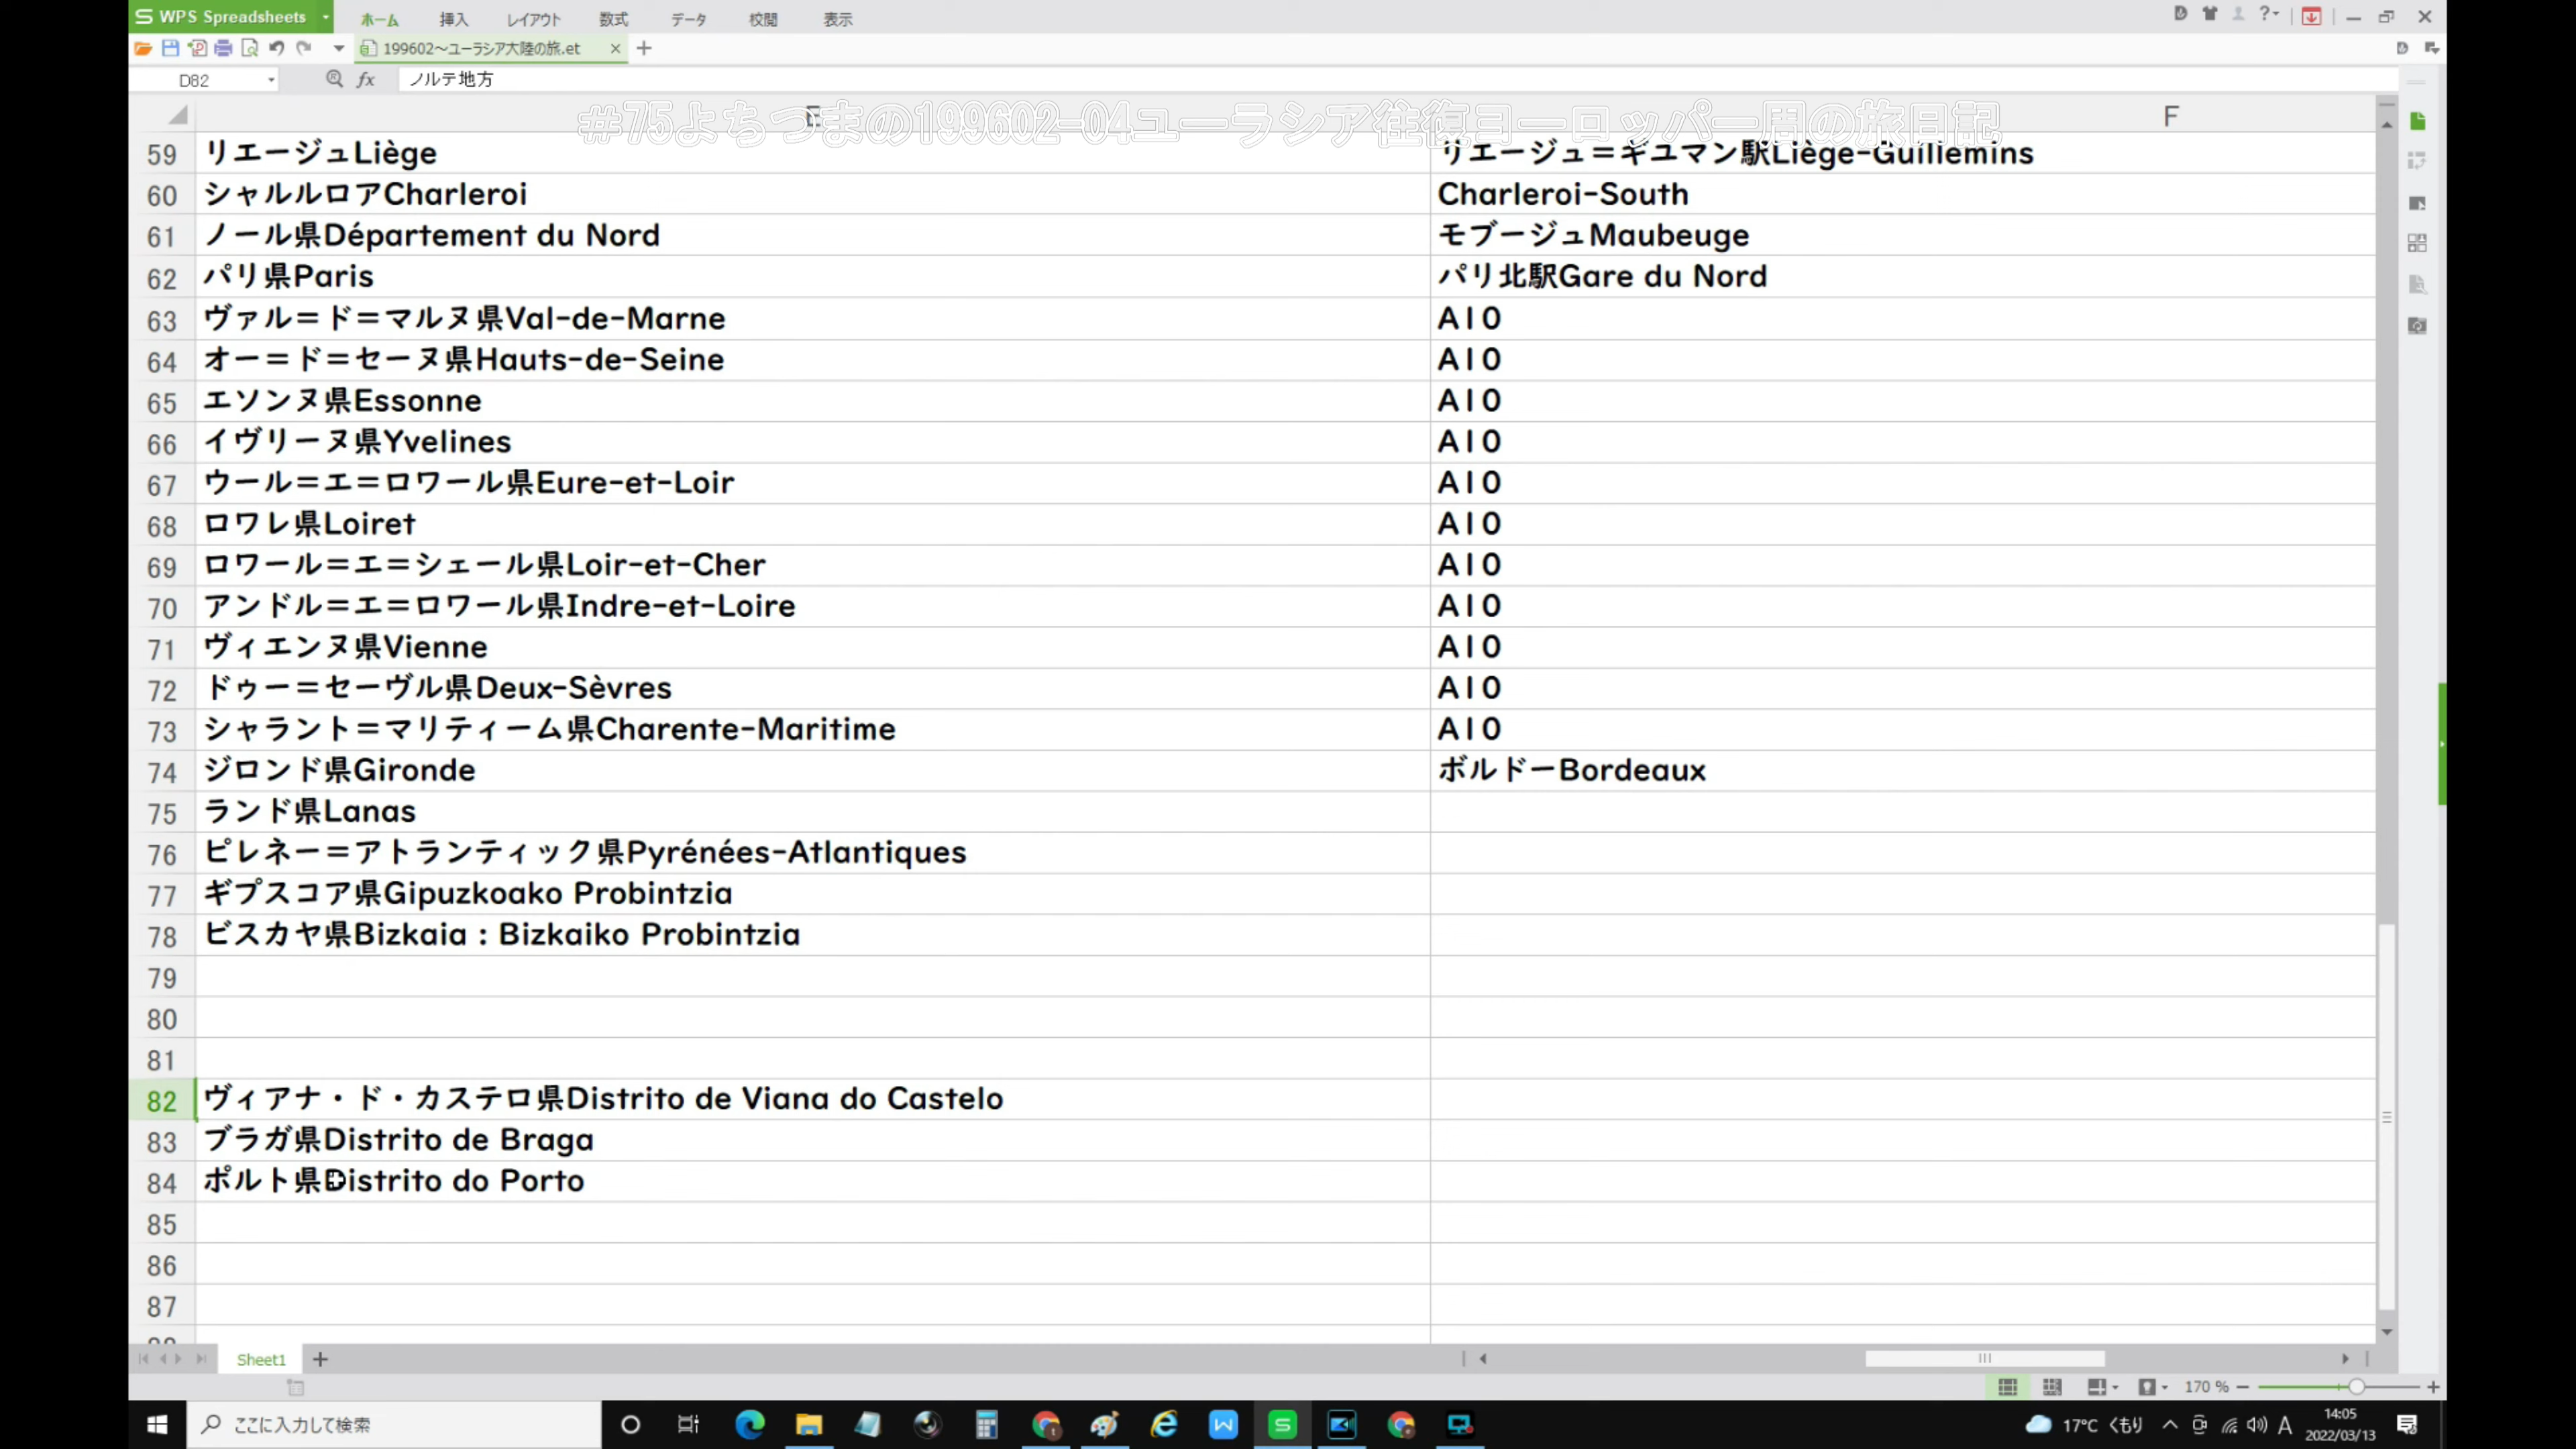 WPS Spreadsheets ホーム 挿入 レイアウト 数式 データ 校閲 表示
199602～ユーラシア大陸の旅.et
D82 fx ノルテ地方
#75よちつまの199602-04ユーラシア往復ヨーロッパ一周の旅日記
E F
59 リエージュLiège リエージュ＝ギユマン駅Liège-Guillemins
60 シャルルロアCharleroi Charleroi-South
61 ノール県Département du Nord モブージュMaubeuge
62 パリ県Paris パリ北駅Gare du Nord
63 ヴァル＝ド＝マルヌ県Val-de-Marne A10
64 オー＝ド＝セーヌ県Hauts-de-Seine A10
65 エソンヌ県Essonne A10
66 イヴリーヌ県Yvelines A10
67 ウール＝エ＝ロワール県Eure-et-Loir A10
68 ロワレ県Loiret A10
69 ロワール＝エ＝シェール県Loir-et-Cher A10
70 アンドル＝エ＝ロワール県Indre-et-Loire A10
71 ヴィエンヌ県Vienne A10
72 ドゥー＝セーヴル県Deux-Sèvres A10
73 シャラント＝マリティーム県Charente-Maritime A10
74 ジロンド県Gironde ボルドーBordeaux
75 ランド県Lanas
76 ピレネー＝アトランティック県Pyrénées-Atlantiques
77 ギプスコア県Gipuzkoako Probintzia
78 ビスカヤ県Bizkaia : Bizkaiko Probintzia
79
80
81
82 ヴィアナ・ド・カステロ県Distrito de Viana do Castelo
83 ブラガ県Distrito de Braga
84 ポルト県Distrito do Porto
85
86
87
Sheet1
170 %
ここに入力して検索 17°C くもり A 14:05
2022/03/13